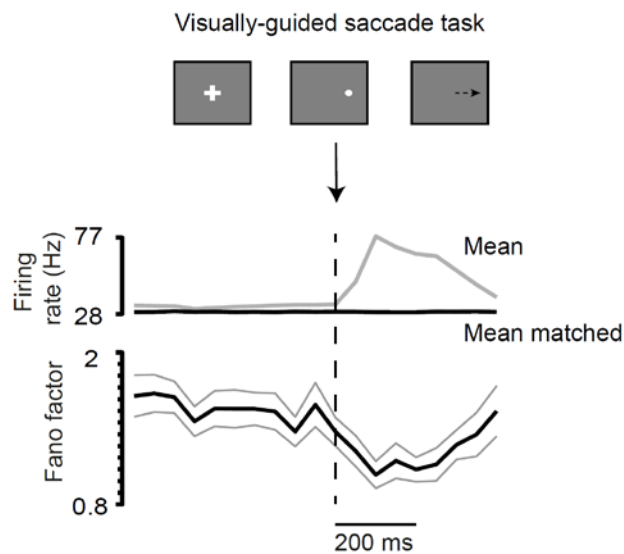 Visually-guided saccade task
77
28
Firing
rate (Hz)
Mean
Mean matched
2
0.8
Fano factor
200 ms